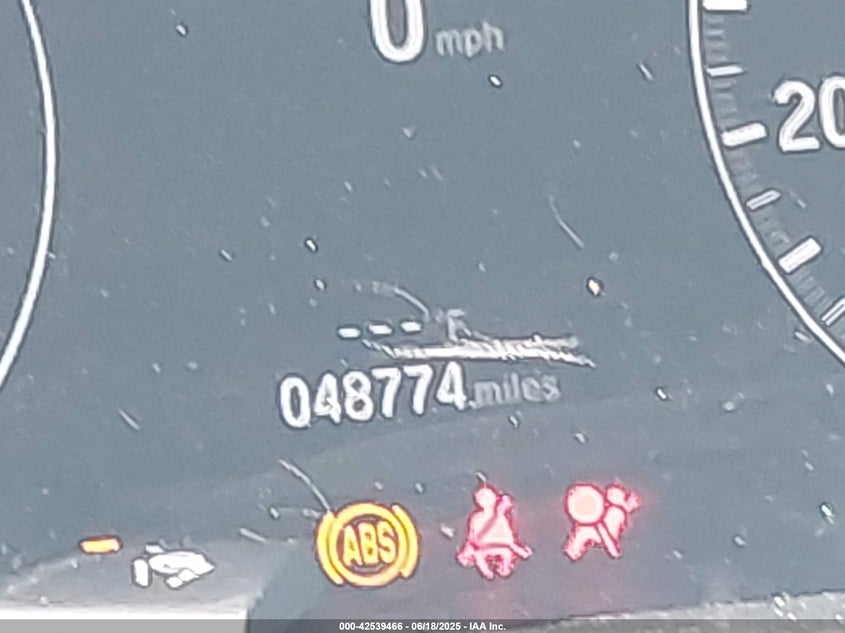 0 mph
20
--- °F
048774 miles
ABS
000-42539466 - 06/18/2025 - IAA Inc.